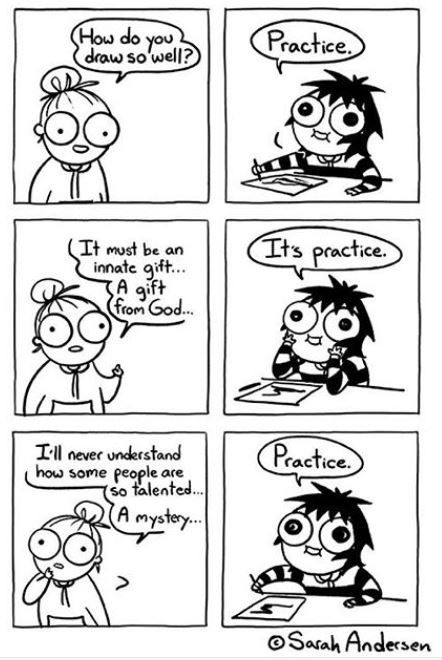 How do you
draw so well?
Practice.
It must be an
innate gift...
A gift
from God...
It's practice.
I'll never understand
how some people are
so talented...
A mystery...
Practice.
© Sarah Andersen